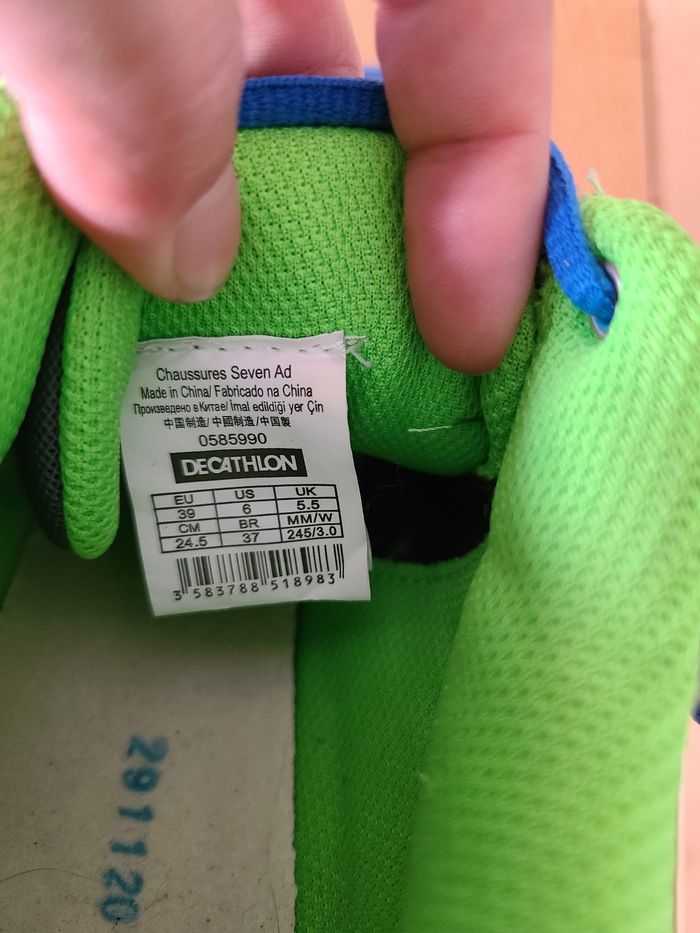 Chaussures Seven Ad
Made in China/ Fabricado na China
Произведено в Китае/ İmal edildiği yer Çin
中国制造/ 中國制造/中国製
0585990
DECATHLON
EU US UK
39 6 5.5
CM BR MM/W
24.5 37 245/3.0
3 583788 518983
291120